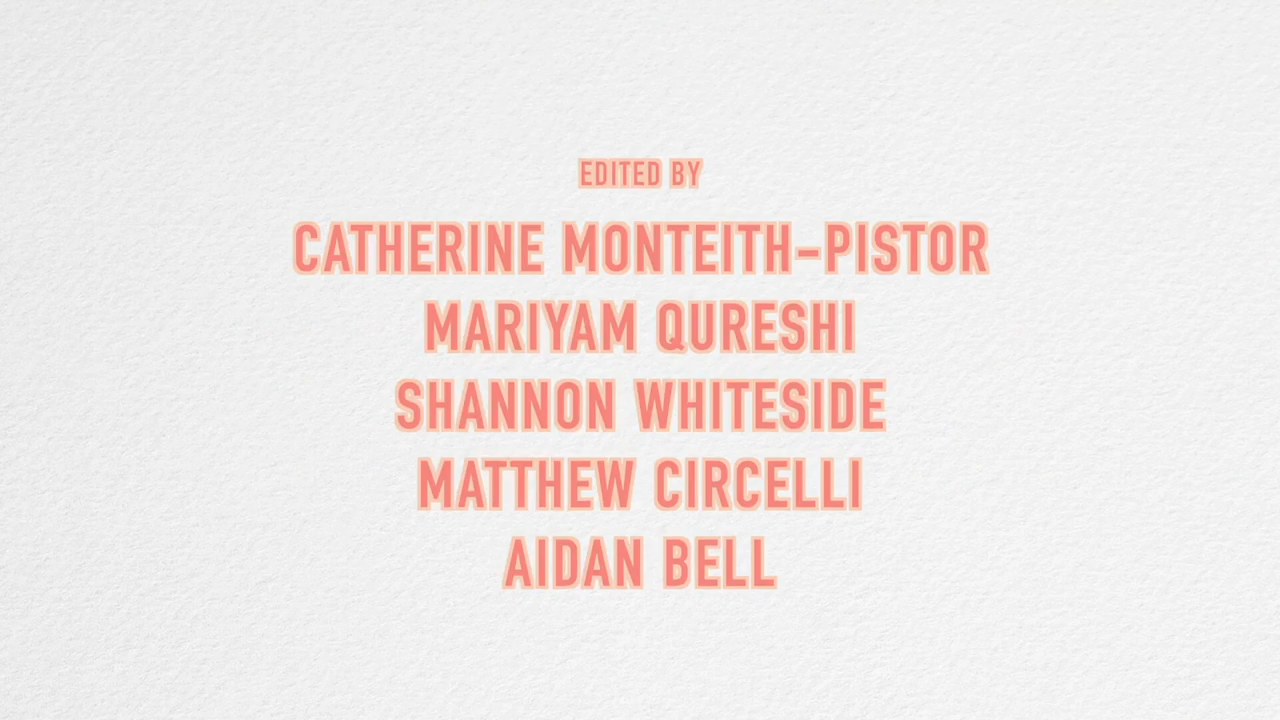 EDITED BY
CATHERINE MONTEITH-PISTOR
MARIYAM QURESHI
SHANNON WHITESIDE
MATTHEW CIRCELLI
AIDAN BELL